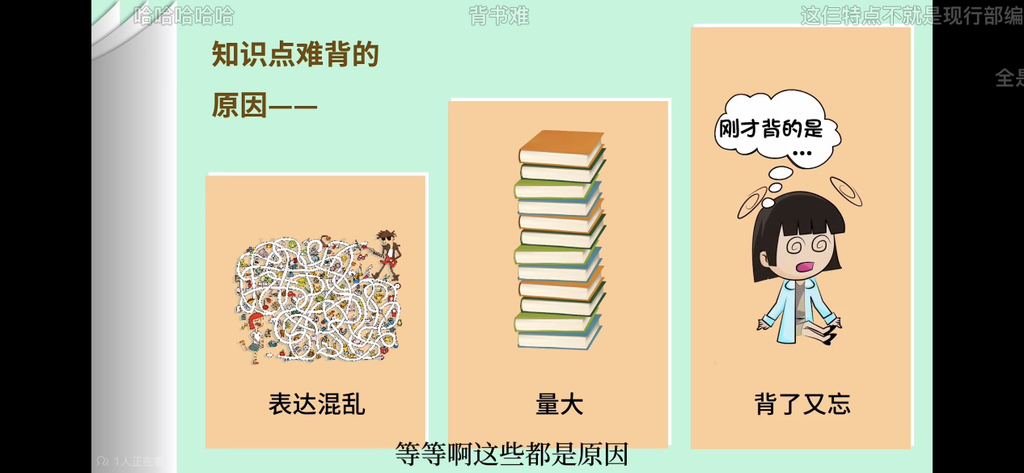 哈哈哈哈哈
背书难
这仨特点不就是现行部编
全是
知识点难背的
原因——
刚才背的是
...
表达混乱
量大
背了又忘
等等啊这些都是原因
1人正在看